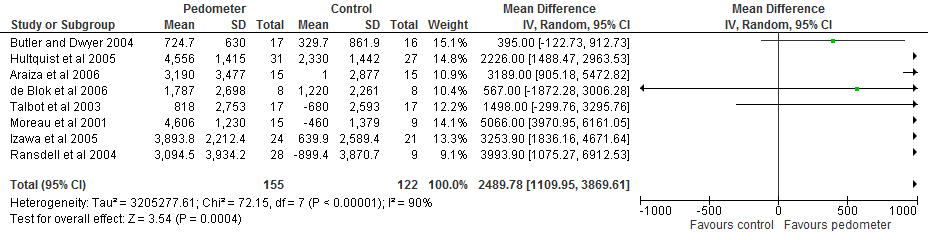 Pedometer Control Mean Difference Mean Difference
Study or Subgroup Mean SD Total Mean SD Total Weight IV, Random, 95% CI IV, Random, 95% CI
Butler and Dwyer 2004 724.7 630 17 329.7 861.9 16 15.1% 395.00 [-122.73, 912.73]
Hultquist et al 2005 4,556 1,415 31 2,330 1,442 27 14.8% 2226.00 [1488.47, 2963.53]
Araiza et al 2006 3,190 3,477 15 1 2,877 15 10.9% 3189.00 [905.18, 5472.82]
de Blok et al 2006 1,787 2,698 8 1,220 2,261 8 10.6% 567.00 [-1872.28, 3006.28]
Talbot et al 2003 818 2,753 17 -680 2,593 17 12.4% 1498.00 [-299.76, 3295.76]
Moreau et al 2001 4,606 1,230 15 -460 1,379 9 14.0% 5066.00 [3970.95, 6161.05]
Izawa et al 2005 3,893.8 2,212.4 24 639.9 2,589.4 21 13.3% 3253.90 [1836.16, 4671.64]
Ransdell et al 2004 3,094.5 3,934.2 28 -899.4 3,870.7 9 9.1% 3993.90 [1075.27, 6912.53]
Total (95% CI) 155 122 100.0% 2489.78 [1109.95, 3869.61]
Heterogeneity: Tau² = 3205277.61; Chi² = 72.15, df = 7 (P < 0.00001); I² = 90%
Test for overall effect: Z = 3.54 (P = 0.0004)
-1000 -500 0 500 1000
Favours control Favours pedometer